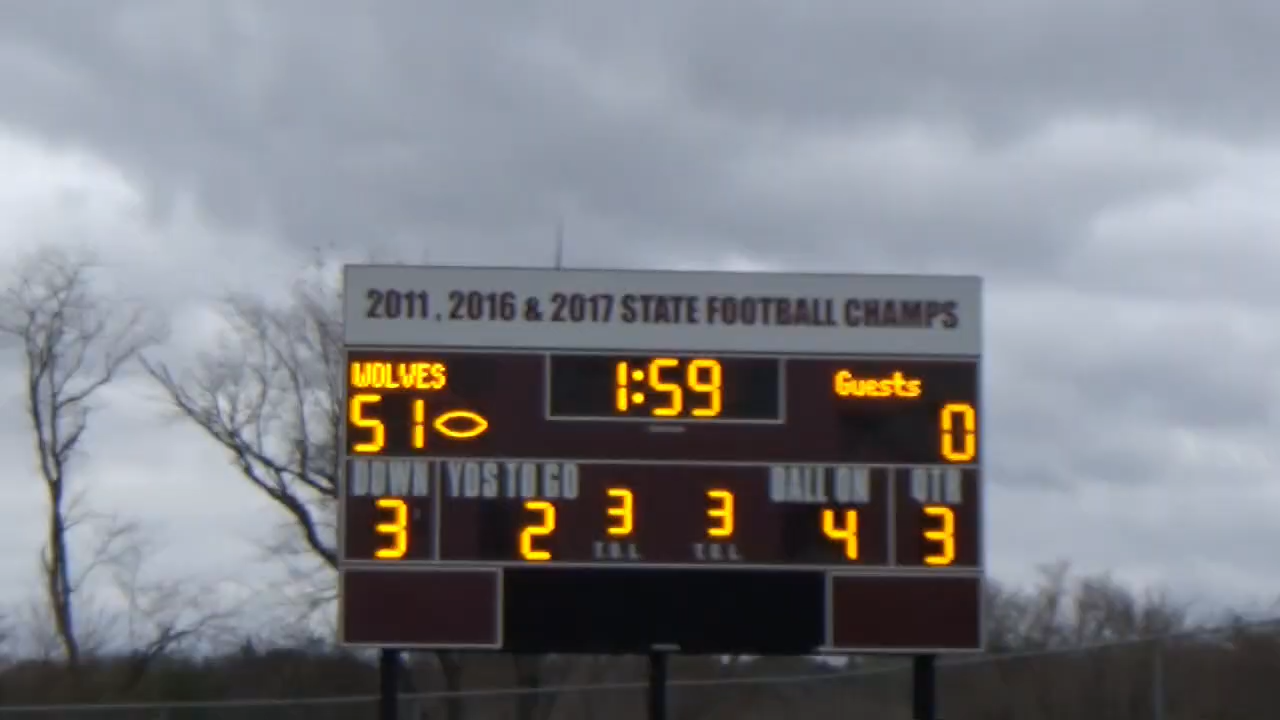 2011, 2016 & 2017 STATE FOOTBALL CHAMPS
WOLVES 1:59 Guests
51 0
DOWN YDS TO GO BALL ON QTR
3 2 3 3 4 3
T.O.L. T.O.L.